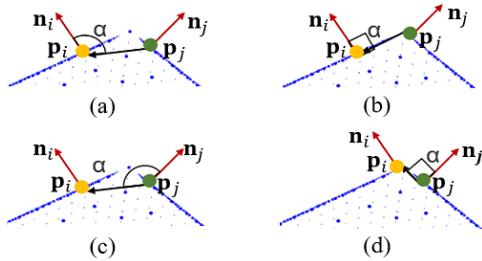 n_i α n_j
p_i p_j
(a)
n_i α n_j
p_i p_j
(b)
n_i α n_j
p_i p_j
(c)
n_i α n_j
p_i p_j
(d)